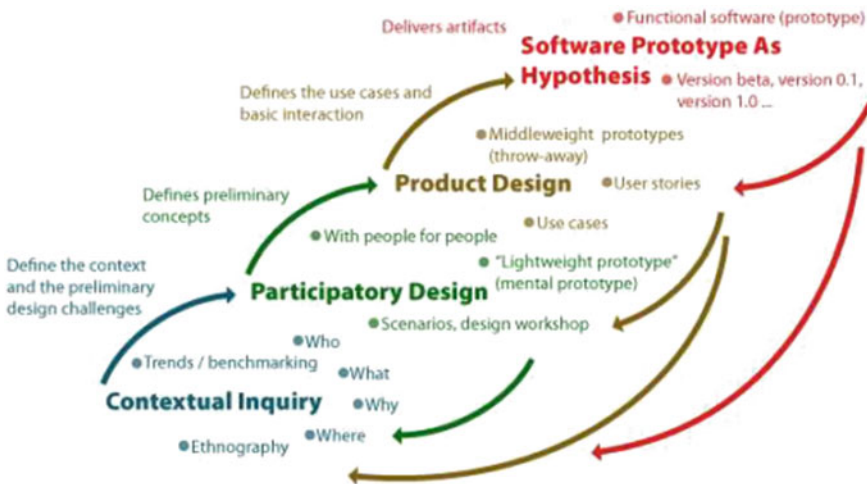 Delivers artifacts
Functional software (prototype)
Software Prototype As
Hypothesis
Version beta, version 0.1,
version 1.0 ...
Defines the use cases and
basic interaction
Middleweight prototypes
(throw-away)
Product Design
User stories
Use cases
Defines preliminary
concepts
With people for people
"Lightweight prototype"
(mental prototype)
Participatory Design
Scenarios, design workshop
Define the context
and the preliminary
design challenges
Who
Trends / benchmarking
What
Contextual Inquiry
Why
Where
Ethnography